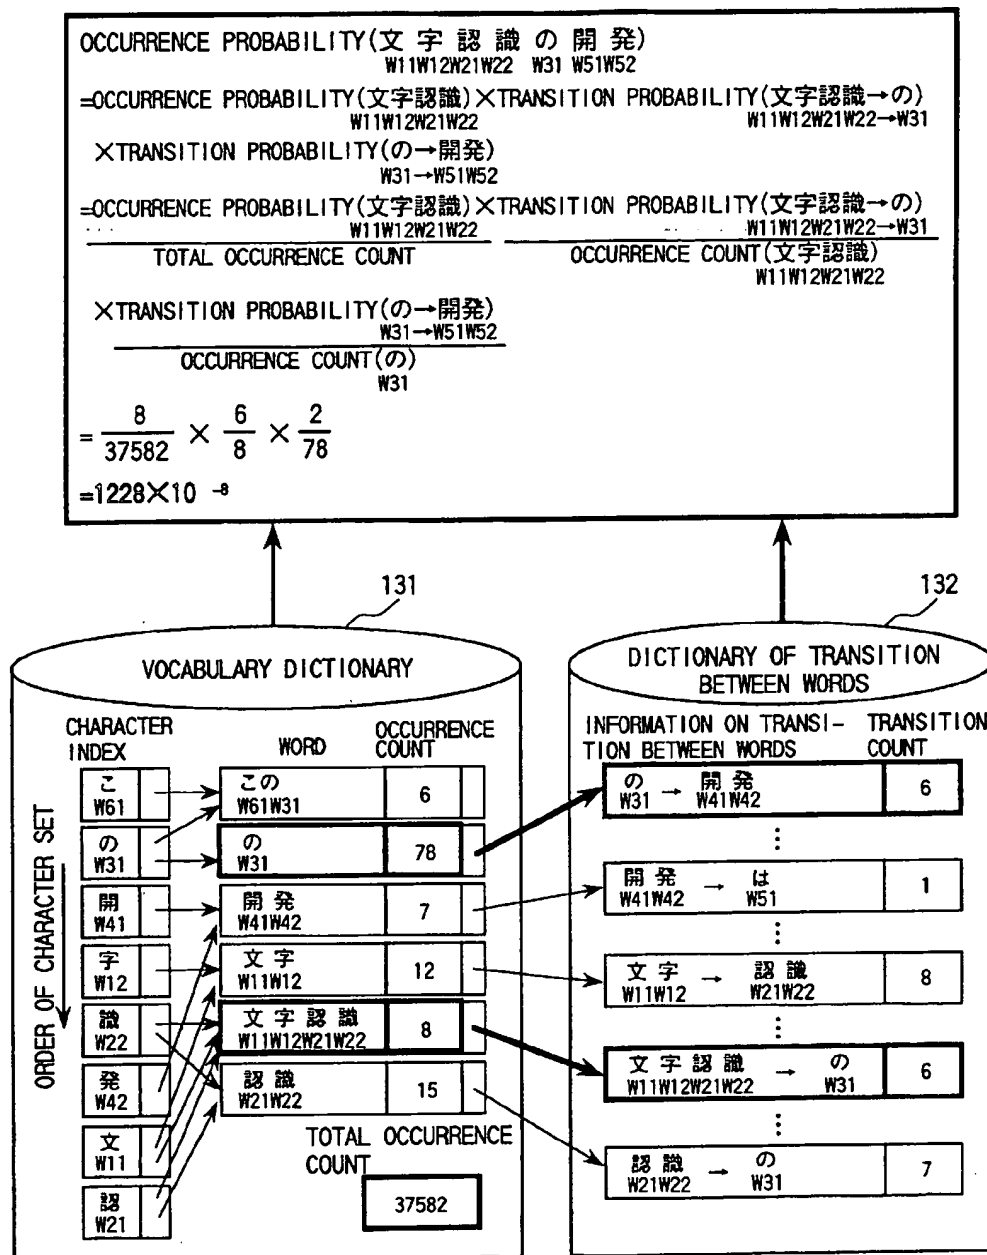 OCCURRENCE PROBABILITY(文字認識の開発)
W11W12W21W22 W31 W51W52
=OCCURRENCE PROBABILITY(文字認識)×TRANSITION PROBABILITY(文字認識→の)
W11W12W21W22 W11W12W21W22→W31
×TRANSITION PROBABILITY(の→開発)
W31→W51W52
=OCCURRENCE PROBABILITY(文字認識)×TRANSITION PROBABILITY(文字認識→の)
W11W12W21W22 W11W12W21W22→W31
TOTAL OCCURRENCE COUNT OCCURRENCE COUNT(文字認識)
W11W12W21W22
×TRANSITION PROBABILITY(の→開発)
W31→W51W52
OCCURRENCE COUNT(の)
W31
= 8/37582 × 6/8 × 2/78
=1228×10 -8
131
132
VOCABULARY DICTIONARY
CHARACTER INDEX
WORD
OCCURRENCE COUNT
ORDER OF CHARACTER SET
こ
W61
の
W31
開
W41
字
W12
識
W22
発
W42
文
W11
認
W21
この 6
W61W31
の 78
W31
開発 7
W41W42
文字 12
W11W12
文字認識 8
W11W12W21W22
認識 15
W21W22
TOTAL OCCURRENCE
COUNT
37582
DICTIONARY OF TRANSITION
BETWEEN WORDS
INFORMATION ON TRANSI-
TION BETWEEN WORDS
TRANSITION
COUNT
の → 開発 6
W31 W41W42
開発 → は 1
W41W42 W51
文字 → 認識 8
W11W12 W21W22
文字認識 → の 6
W11W12W21W22 W31
認識 → の 7
W21W22 W31